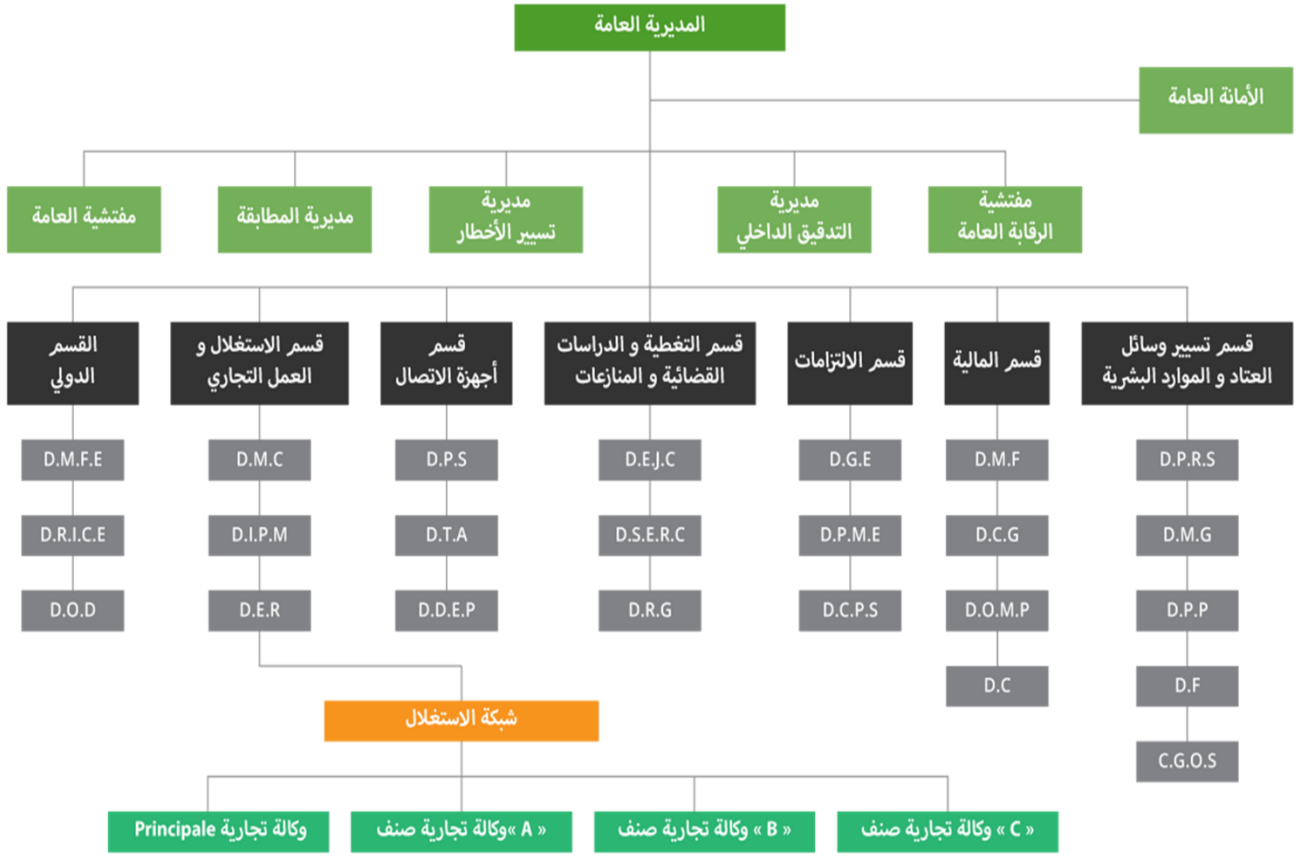 المديرية العامة
الأمانة العامة
مفتشية
الرقابة العامة
مديرية
التدقيق الداخلي
مديرية
تسيير الأخطار
مديرية المطابقة
مفتشية العامة
قسم تسيير وسائل
العتاد و الموارد البشرية
قسم المالية
قسم الالتزامات
قسم التغطية و الدراسات
القضائية و المنازعات
قسم
أجهزة الاتصال
قسم الاستغلال و
العمل التجاري
القسم
الدولي
D.P.R.S
D.M.F
D.G.E
D.E.J.C
D.P.S
D.M.C
D.M.F.E
D.M.G
D.C.G
D.P.M.E
D.S.E.R.C
D.T.A
D.I.P.M
D.R.I.C.E
D.P.P
D.O.M.P
D.C.P.S
D.R.G
D.D.E.P
D.E.R
D.O.D
D.F
D.C
C.G.O.S
شبكة الاستغلال
« C » وكالة تجارية صنف
« B » وكالة تجارية صنف
« A »وكالة تجارية صنف
وكالة تجارية Principale